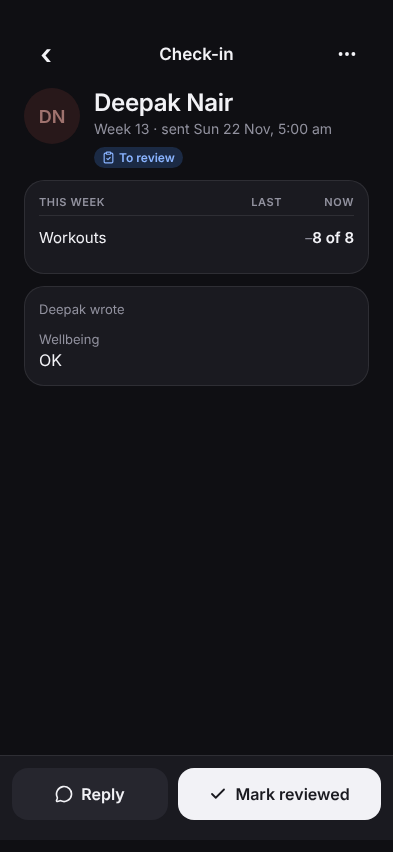 Check-in
DN
Deepak Nair
Week 13 · sent Sun 22 Nov, 5:00 am
To review
THIS WEEK LAST NOW
Workouts –8 of 8
Deepak wrote
Wellbeing
OK
Reply Mark reviewed